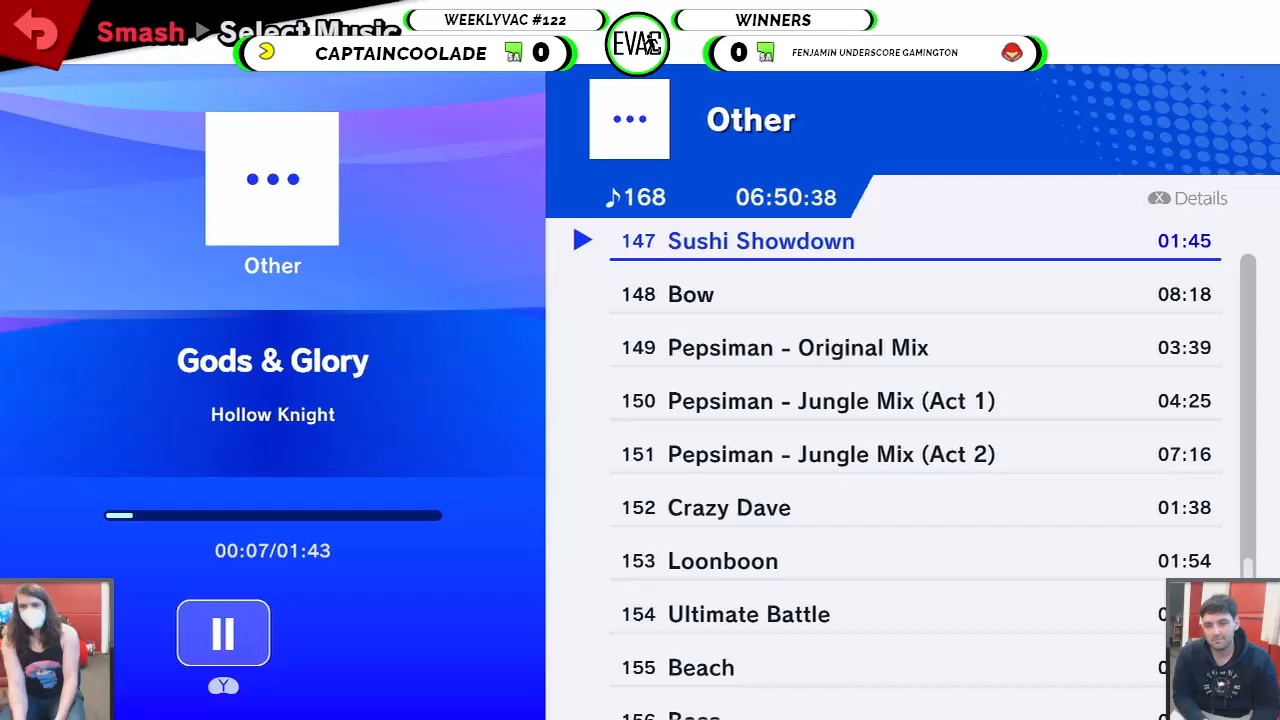 Smash ▶ Select Music
WEEKLYVAC #122
WINNERS
CAPTAINCOOLADE
SA
0
EVAC
0
SA
FENJAMIN UNDERSCORE GAMINGTON
Other
Gods & Glory
Hollow Knight
00:07/01:43
Y
Other
♪168 06:50:38
X Details
147 Sushi Showdown 01:45
148 Bow 08:18
149 Pepsiman - Original Mix 03:39
150 Pepsiman - Jungle Mix (Act 1) 04:25
151 Pepsiman - Jungle Mix (Act 2) 07:16
152 Crazy Dave 01:38
153 Loonboon 01:54
154 Ultimate Battle
155 Beach